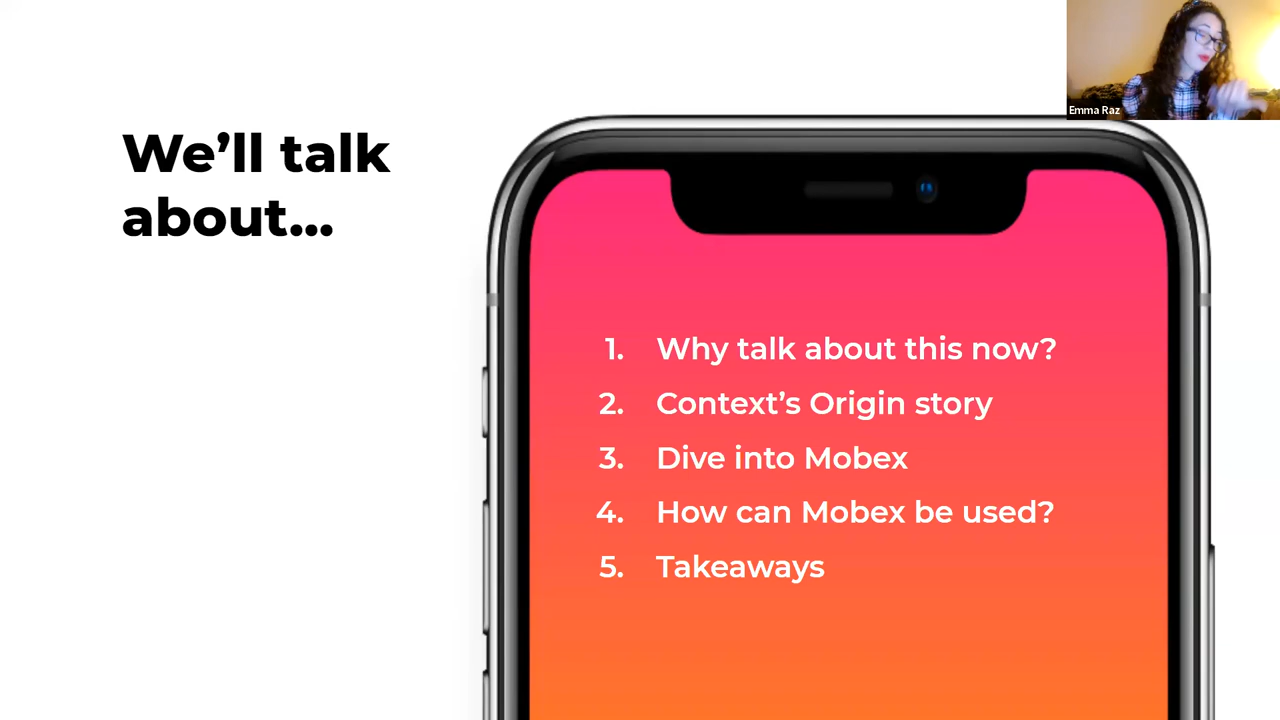 We’ll talk
about...
1. Why talk about this now?
2. Context’s Origin story
3. Dive into Mobex
4. How can Mobex be used?
5. Takeaways
Emma Raz